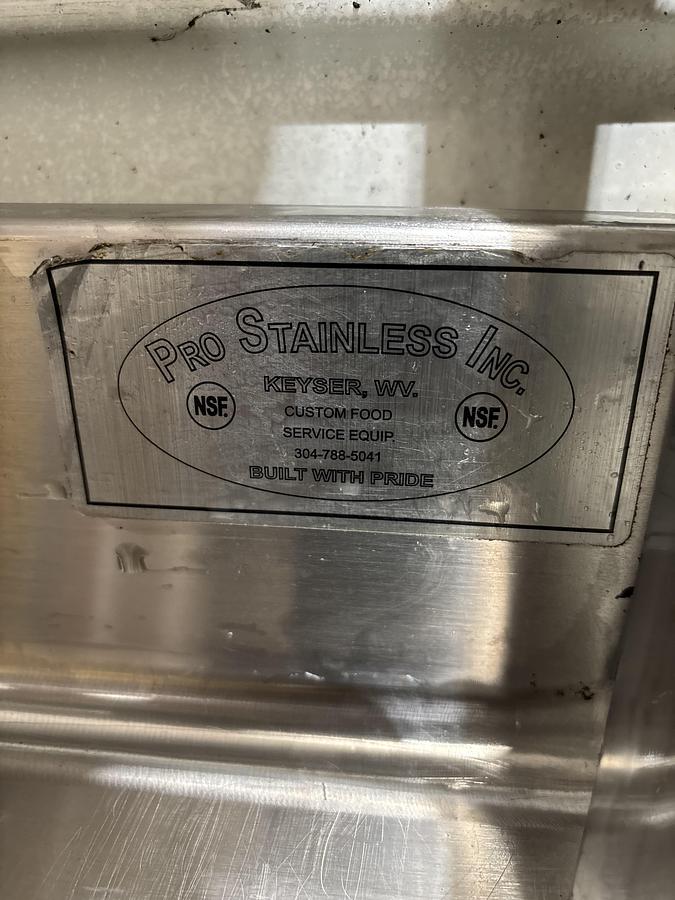 PRO STAINLESS INC.
KEYSER, WV.
NSF.
CUSTOM FOOD
NSF.
SERVICE EQUIP.
304-788-5041
BUILT WITH PRIDE